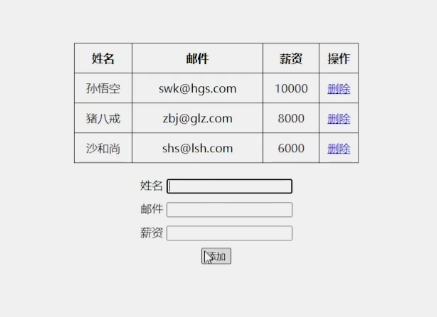 姓名 邮件 薪资 操作
孙悟空 swk@hgs.com 10000 删除
猪八戒 zbj@glz.com 8000 删除
沙和尚 shs@lsh.com 6000 删除
姓名
邮件
薪资
添加